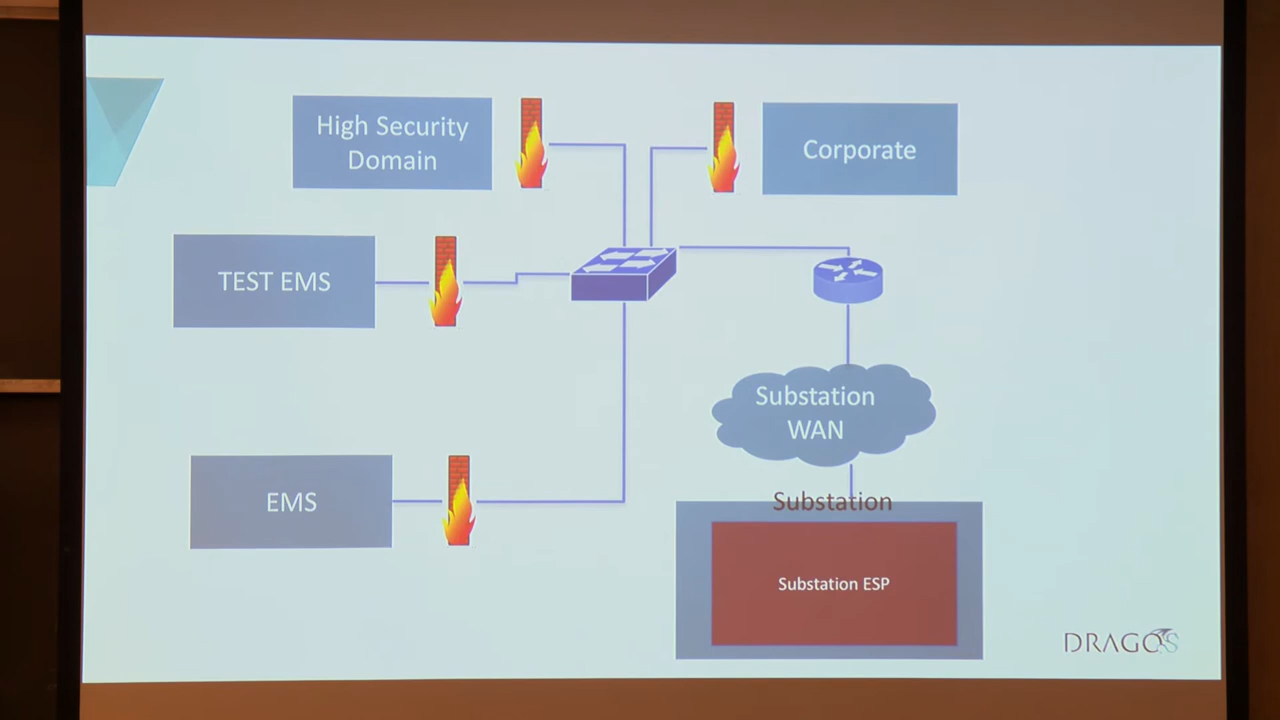 High Security
Domain
Corporate
TEST EMS
Substation
WAN
EMS
Substation
Substation ESP
DRAGOS